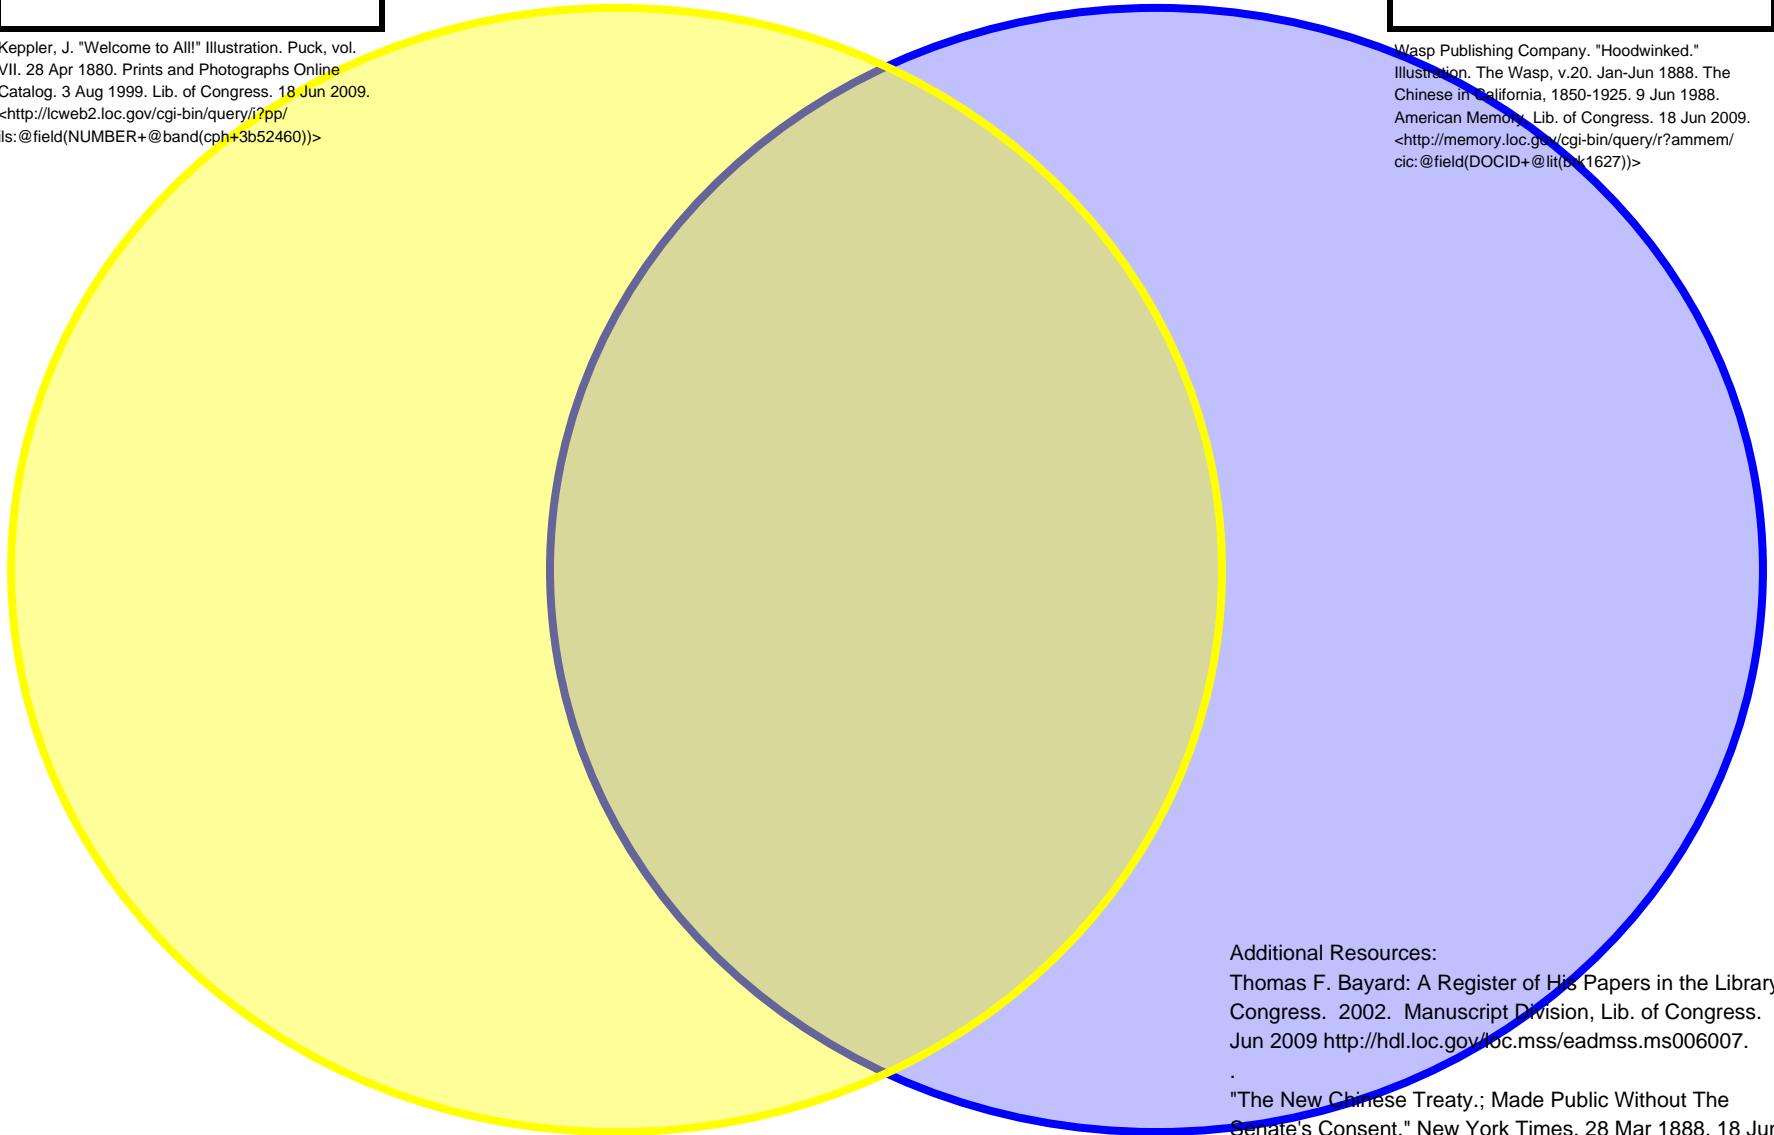 Keppler, J. "Welcome to All!" Illustration. Puck, vol.
VII. 28 Apr 1880. Prints and Photographs Online
Catalog. 3 Aug 1999. Lib. of Congress. 18 Jun 2009.
<http://lcweb2.loc.gov/cgi-bin/query/i?pp/
ils:@field(NUMBER+@band(cph+3b52460))>
Wasp Publishing Company. "Hoodwinked."
Illustration. The Wasp, v.20. Jan-Jun 1888. The
Chinese in California, 1850-1925. 9 Jun 1988.
American Memory, Lib. of Congress. 18 Jun 2009.
<http://memory.loc.gov/cgi-bin/query/r?ammem/
cic:@field(DOCID+@lit(brk1627))>
Additional Resources:
Thomas F. Bayard: A Register of His Papers in the Library
Congress. 2002. Manuscript Division, Lib. of Congress.
Jun 2009 http://hdl.loc.gov/loc.mss/eadmss.ms006007.
.
"The New Chinese Treaty.; Made Public Without The
Senate's Consent." New York Times. 28 Mar 1888. 18 Jun